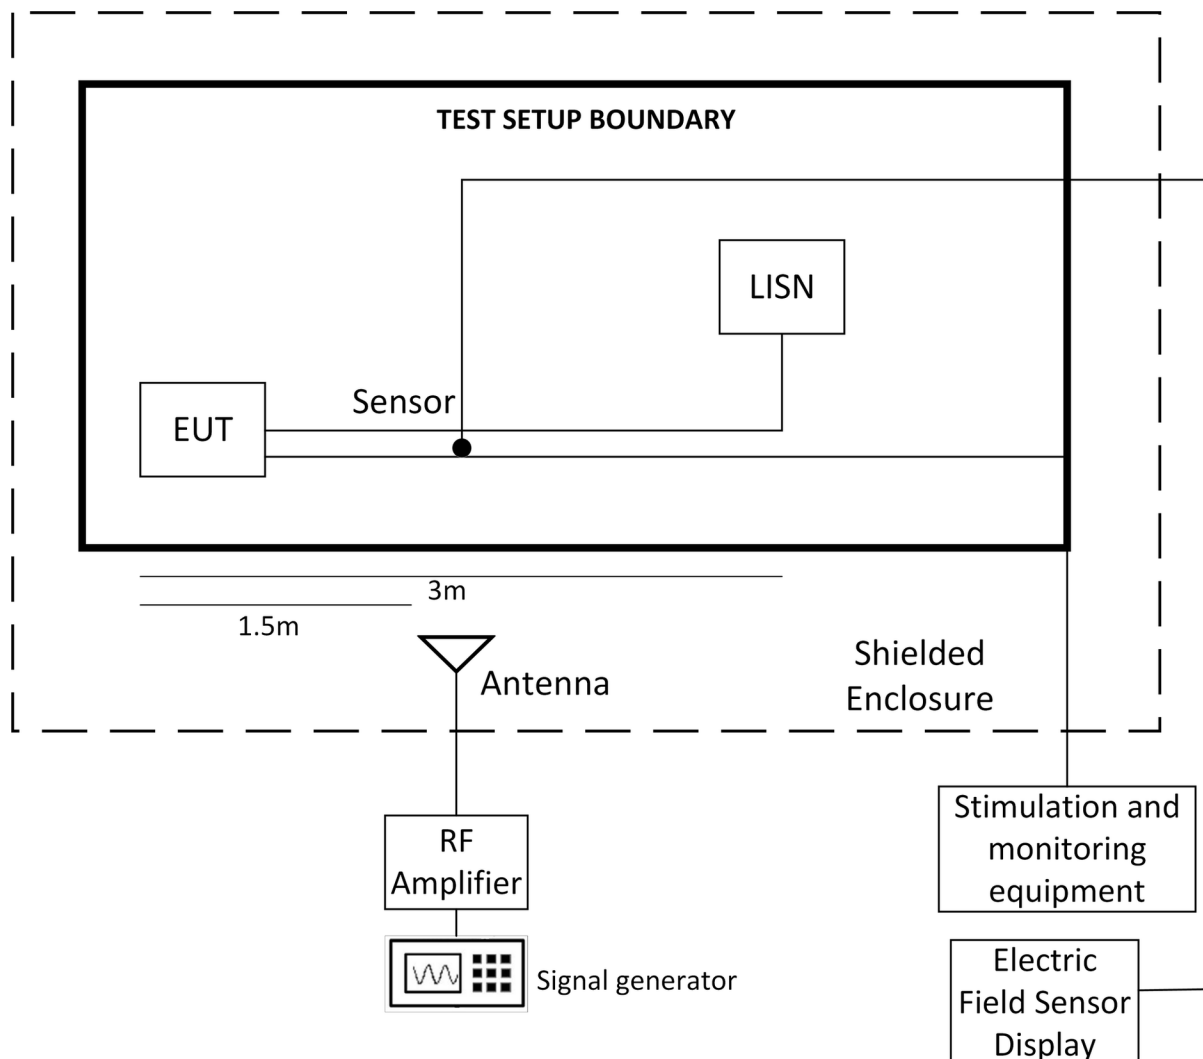 TEST SETUP BOUNDARY
LISN
Sensor
EUT
3m
1.5m
Antenna
Shielded
Enclosure
RF
Amplifier
Stimulation and
monitoring
equipment
Signal generator
Electric
Field Sensor
Display